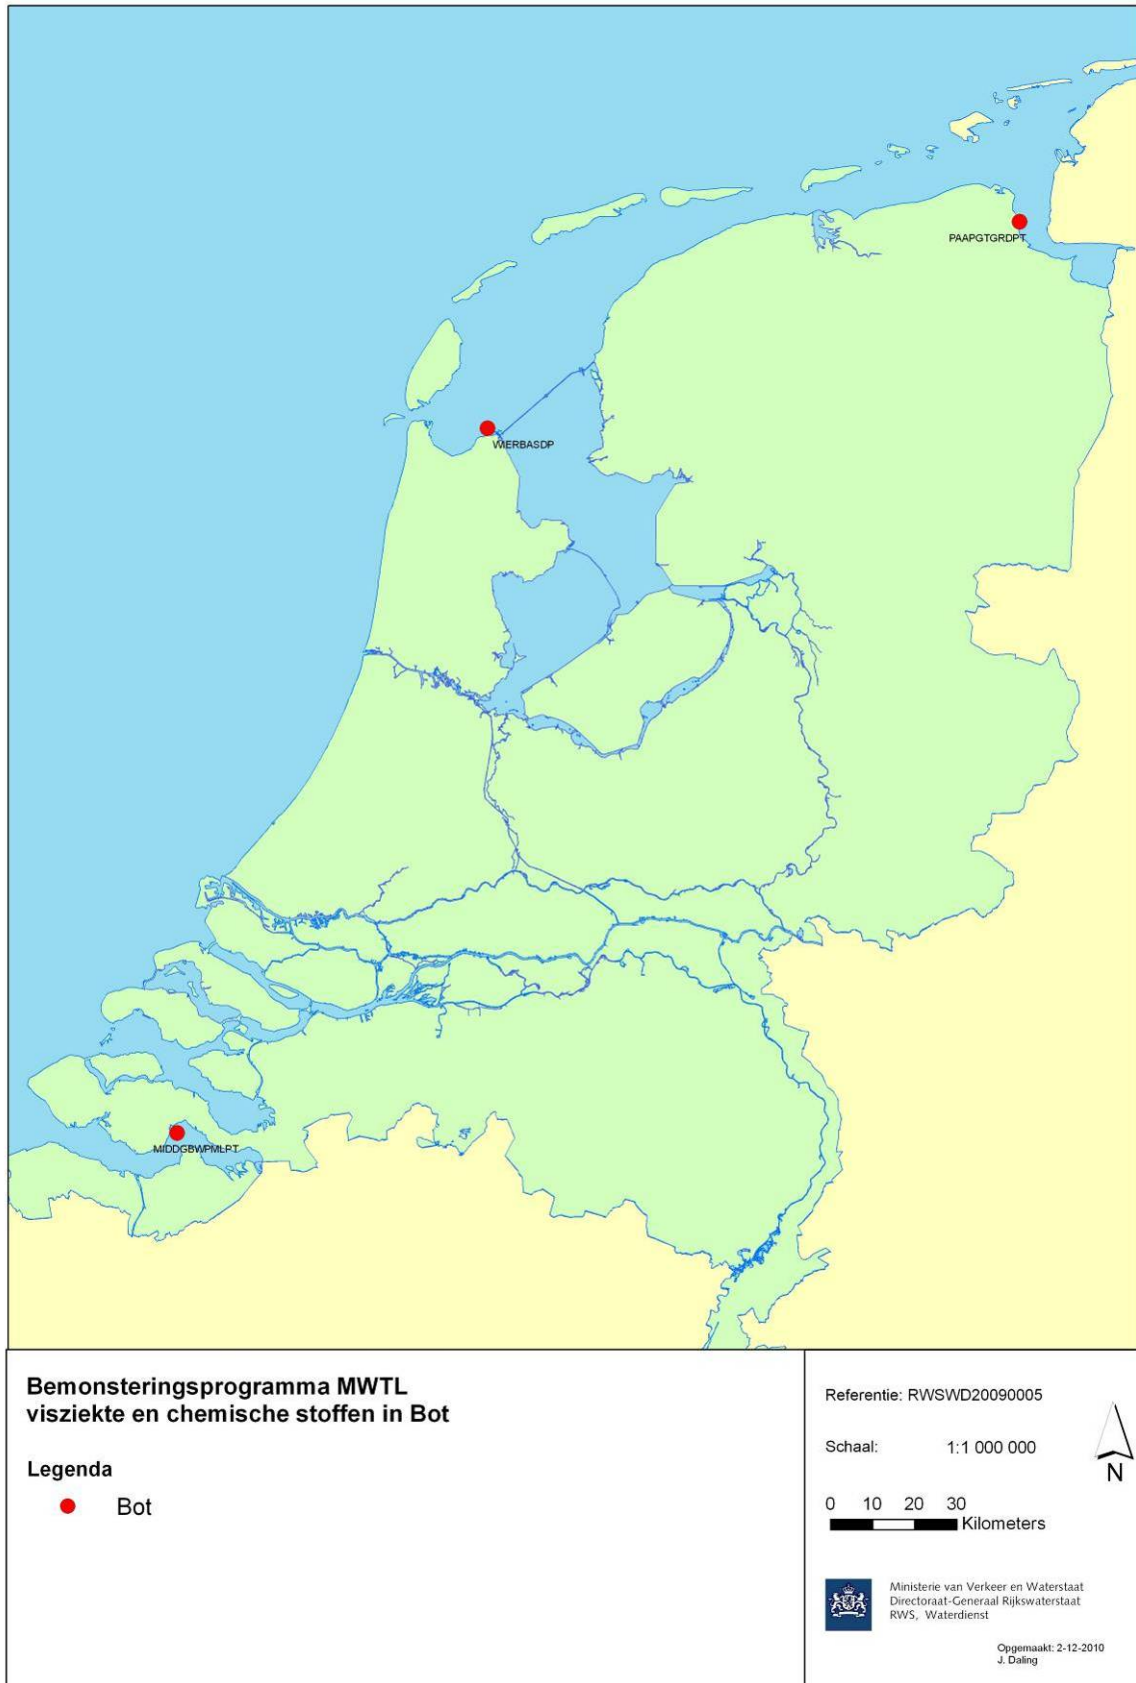 PAAPGTGRDPT
WIERBASDP
MIDDGBWPMLPT
Bemonsteringsprogramma MWTL
visziekte en chemische stoffen in Bot
Legenda
Bot
Referentie: RWSWD20090005
Schaal: 1:1 000 000
N
0 10 20 30
Kilometers
Ministerie van Verkeer en Waterstaat
Directoraat-Generaal Rijkswaterstaat
RWS, Waterdienst
Opgemaakt: 2-12-2010
J. Daling